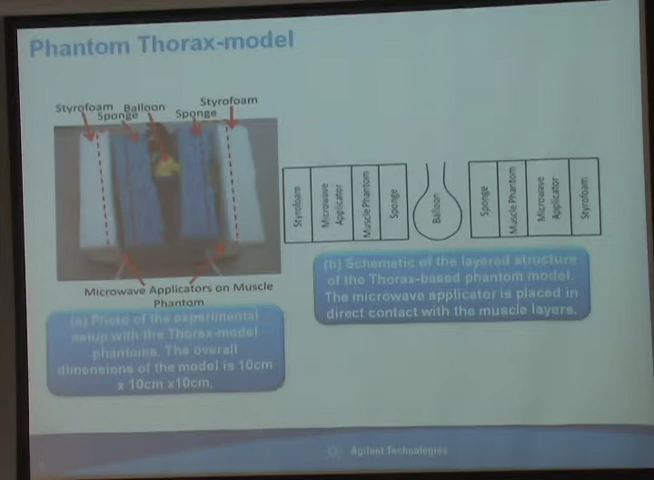 Phantom Thorax-model
Styrofoam
Sponge
Balloon
Sponge
Styrofoam
Microwave Applicators on Muscle
Phantom
(a) Photo of the experimental
setup with the Thorax-model
phantoms. The overall
dimensions of the model is 10cm
x 10cm x10cm.
Styrofoam
Microwave
Applicator
Muscle Phantom
Sponge
Balloon
Sponge
Muscle Phantom
Microwave
Applicator
Styrofoam
(b) Schematic of the layered structure
of the Thorax-based phantom model.
The microwave applicator is placed in
direct contact with the muscle layers.
Agilent Technologies